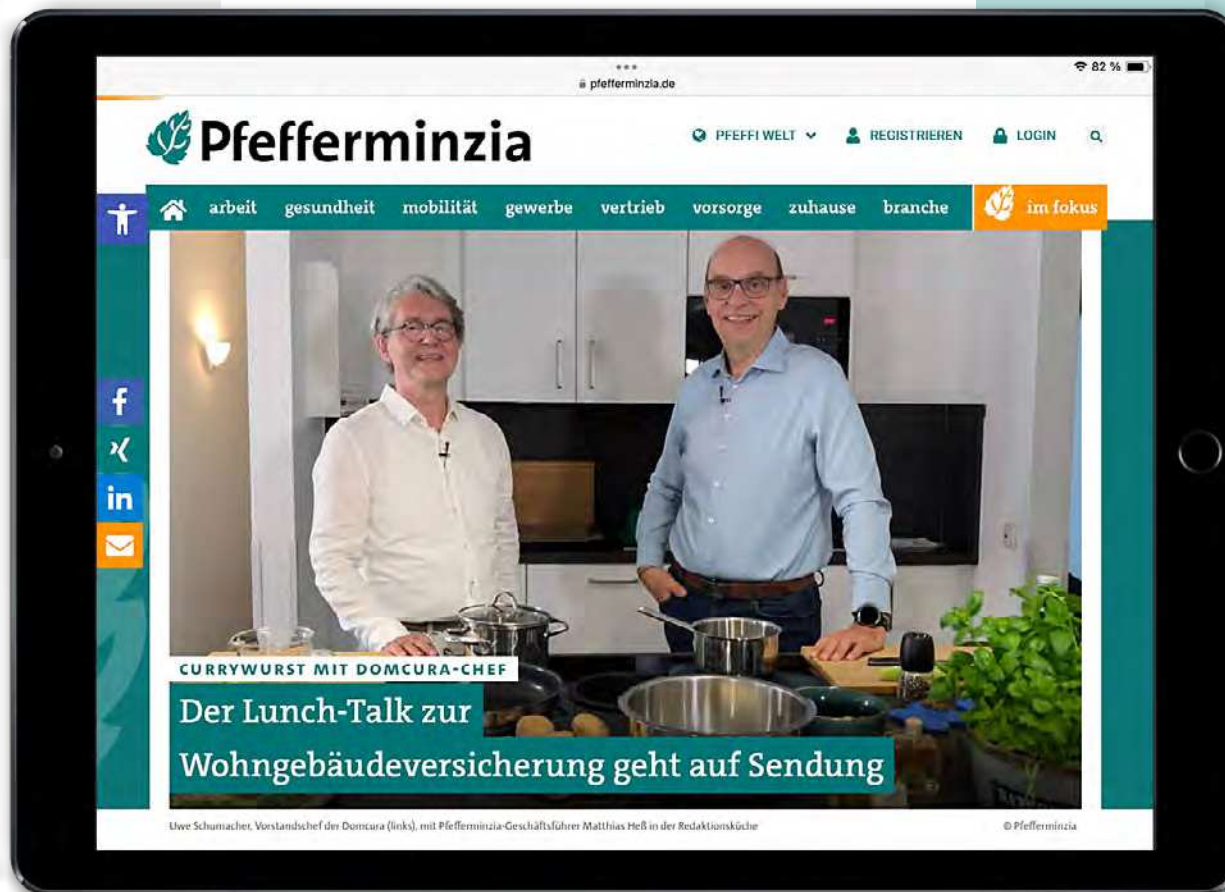 pfefferminzia.de
82 %
Pfefferminzia
PFEFFI WELT
REGISTRIEREN
LOGIN
arbeit gesundheit mobilität gewerbe vertrieb vorsorge zuhause branche im fokus
f
in
CURRYWURST MIT DOMCURA-CHEF
Der Lunch-Talk zur
Wohngebäudeversicherung geht auf Sendung
Uwe Schumacher, Vorstandschef der Domcura (links), mit Pfefferminzia-Geschäftsführer Matthias Heß in der Redaktionsküche
© Pfefferminzia